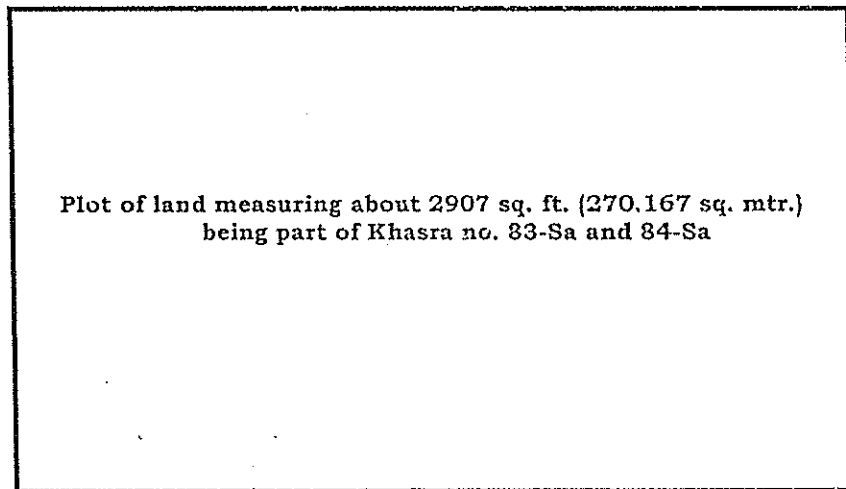 Plot of land measuring about 2907 sq. ft. (270.167 sq. mtr.)
being part of Khasra no. 83-Sa and 84-Sa